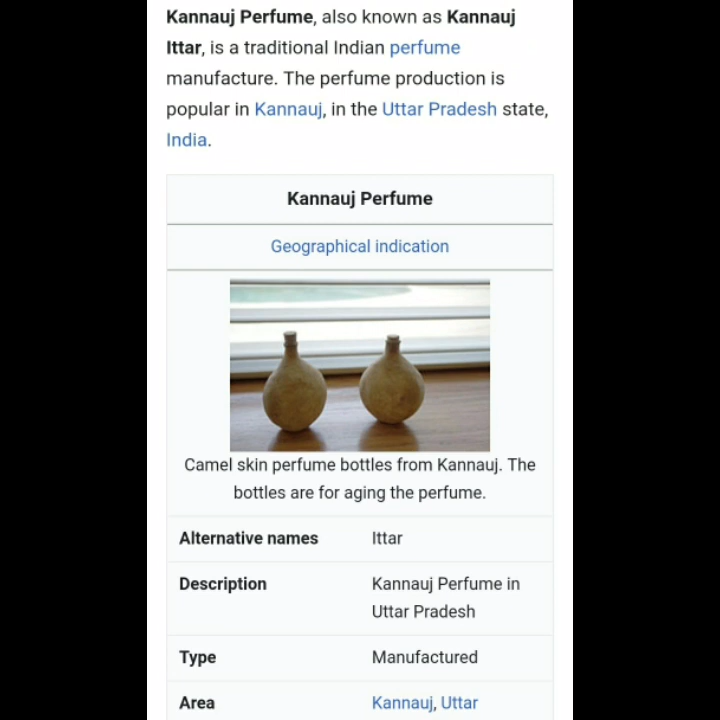 Kannauj Perfume, also known as Kannauj
Ittar, is a traditional Indian perfume
manufacture. The perfume production is
popular in Kannauj, in the Uttar Pradesh state,
India.
Kannauj Perfume
Geographical indication
Camel skin perfume bottles from Kannauj. The
bottles are for aging the perfume.
Alternative names Ittar
Description Kannauj Perfume in
Uttar Pradesh
Type Manufactured
Area Kannauj, Uttar